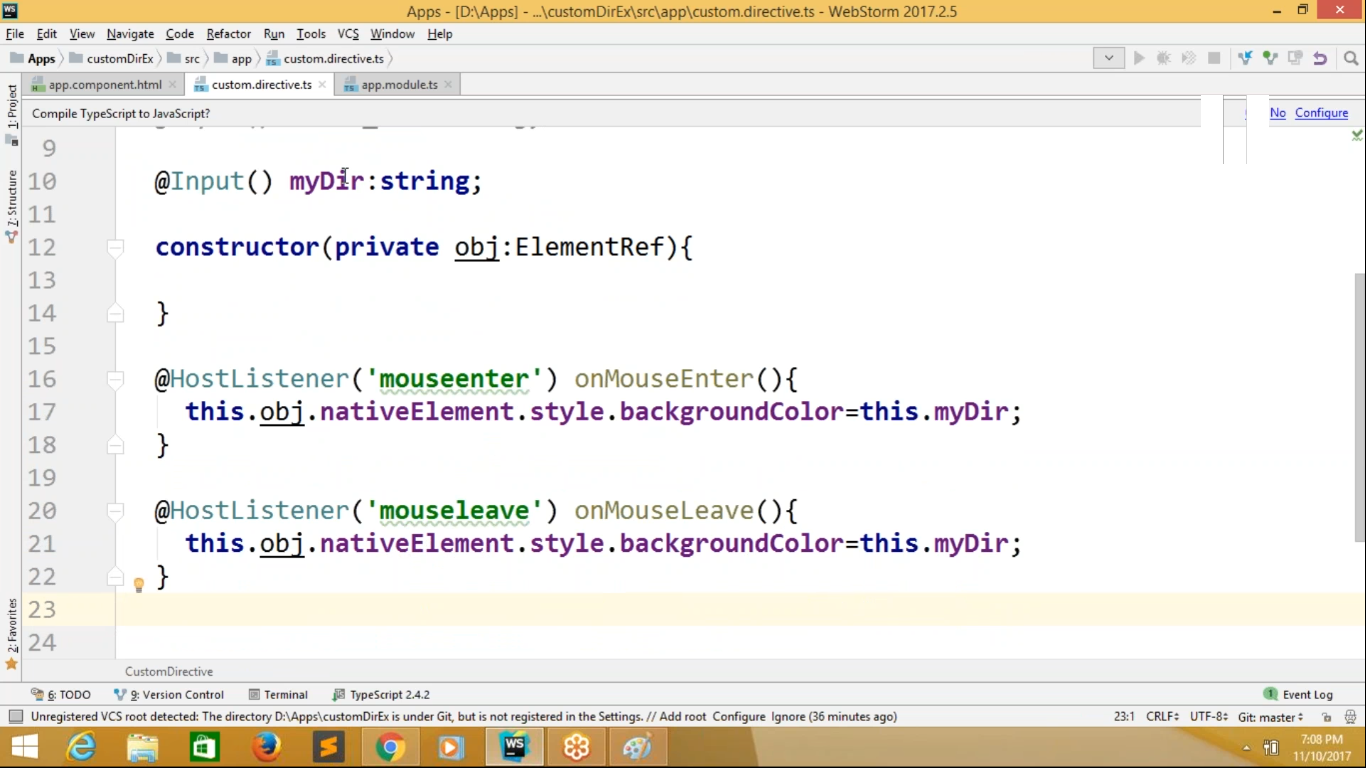 WS
Apps - [D:\Apps] - ...\customDirEx\src\app\custom.directive.ts - WebStorm 2017.2.5
File Edit View Navigate Code Refactor Run Tools VCS Window Help
Apps customDirEx src app custom.directive.ts
app.component.html custom.directive.ts app.module.ts
1: Project
Compile TypeScript to JavaScript?
No Configure
9
10 @Input() myDir:string;
11
7: Structure
12 constructor(private obj:ElementRef){
13
14 }
15
16 @HostListener('mouseenter') onMouseEnter(){
17 this.obj.nativeElement.style.backgroundColor=this.myDir;
18 }
19
20 @HostListener('mouseleave') onMouseLeave(){
21 this.obj.nativeElement.style.backgroundColor=this.myDir;
22 }
23
24
2: Favorites
CustomDirective
6: TODO 9: Version Control Terminal TypeScript 2.4.2 1 Event Log
Unregistered VCS root detected: The directory D:\Apps\customDirEx is under Git, but is not registered in the Settings. // Add root Configure Ignore (36 minutes ago) 23:1 CRLF UTF-8 Git: master
WS
7:08 PM
11/10/2017